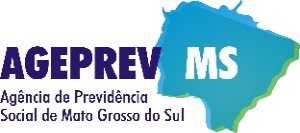 AGEPREV MS
Agência de Previdência
Social de Mato Grosso do Sul